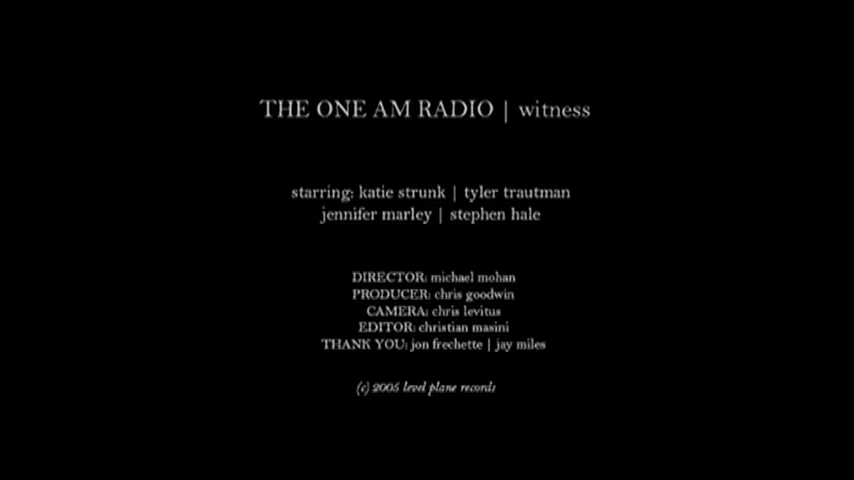 THE ONE AM RADIO | witness
starring: katie strunk | tyler trautman
jennifer marley | stephen hale
DIRECTOR: michael mohan
PRODUCER: chris goodwin
CAMERA: chris levitus
EDITOR: christian masini
THANK YOU: jon frechette | jay miles
(c) 2005 level plane records